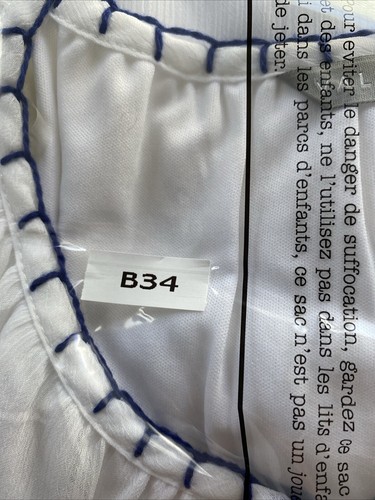 B34
our eviter le danger de suffocation, gardez ce sac
et des enfants, ne l'utilisez pas dans les lits d'enfa
i dans les parcs d'enfants, ce sac n'est pas un jou
de jeter.